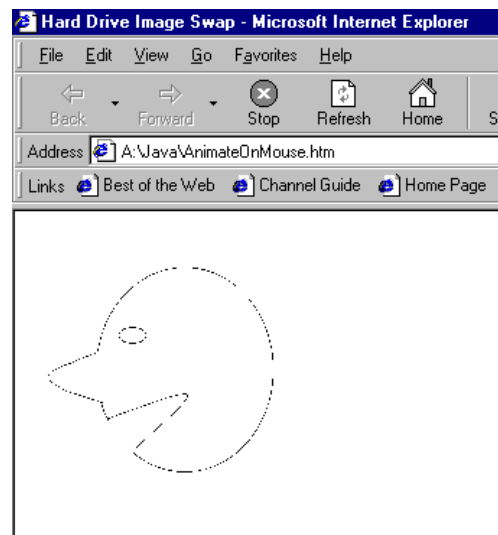 Hard Drive Image Swap - Microsoft Internet Explorer
File Edit View Go Favorites Help
Back Forward Stop Refresh Home S
Address A:\Java\AnimateOnMouse.htm
Links Best of the Web Channel Guide Home Page